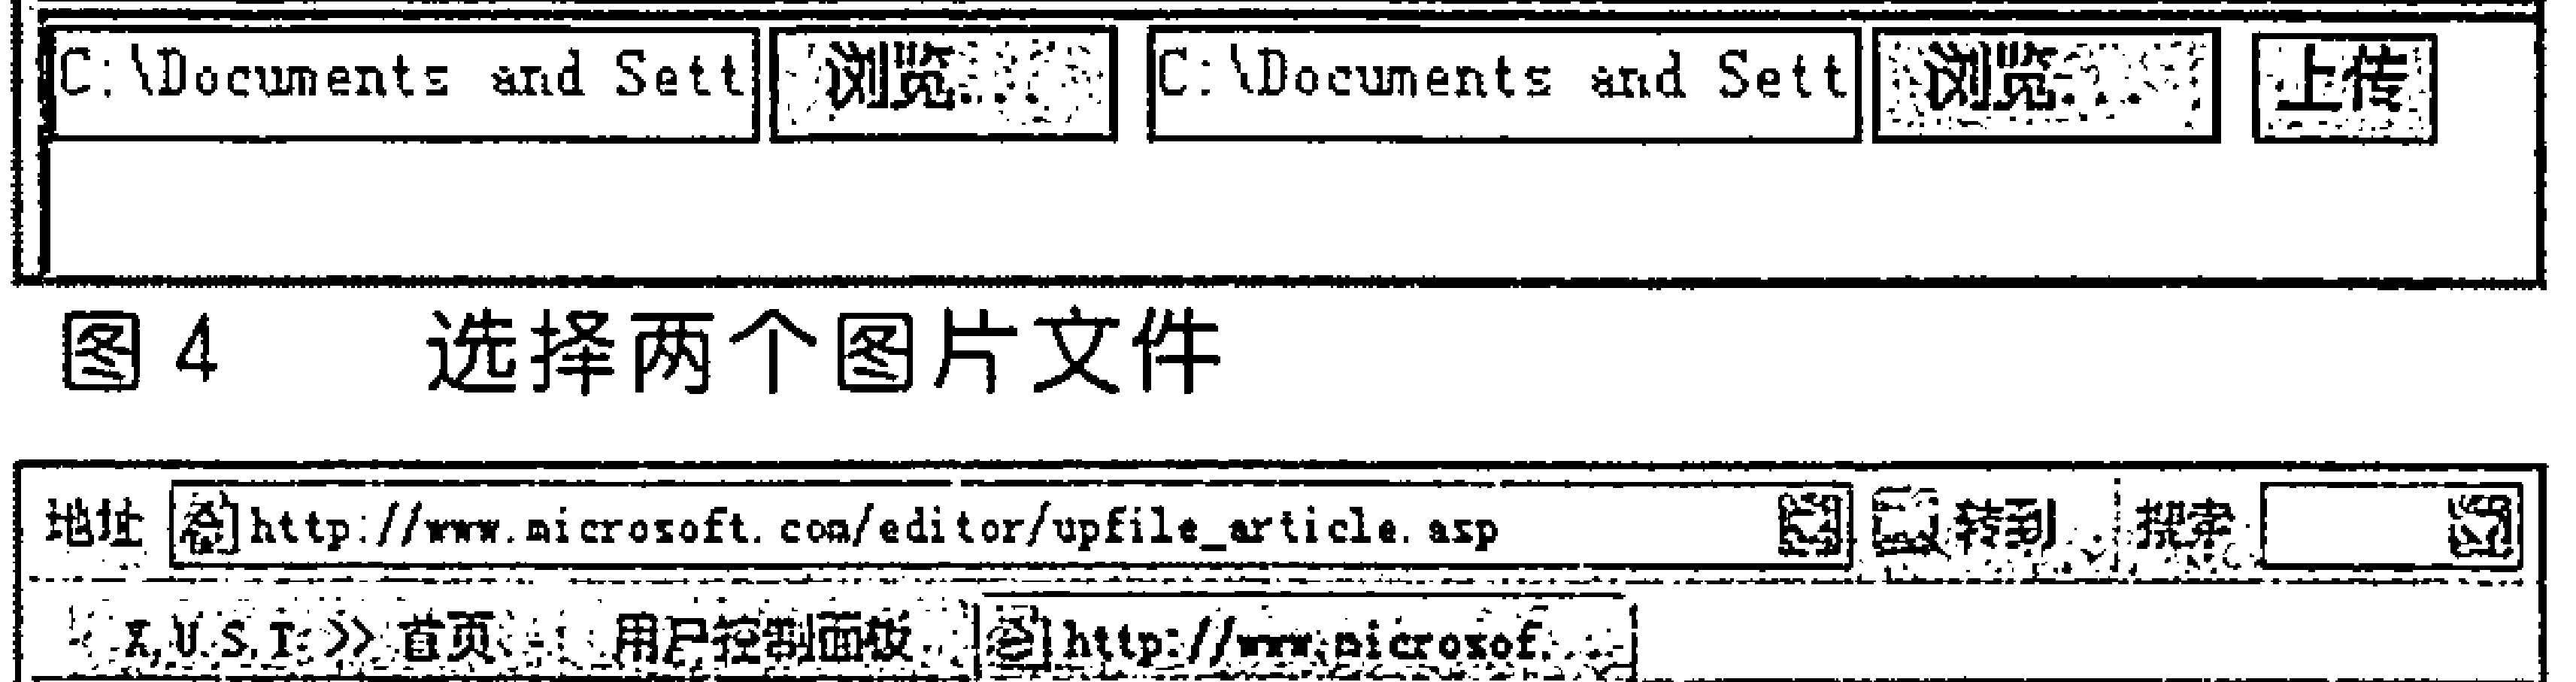 C:\Documents and Sett 浏览... C:\Documents and Sett 浏览... 上传
图 4 选择两个图片文件
地址 http://www.microsoft.com/editor/upfile_article.asp 转到 搜索
X.U.S.T >> 首页 用户控制面板 http://www.microsof...